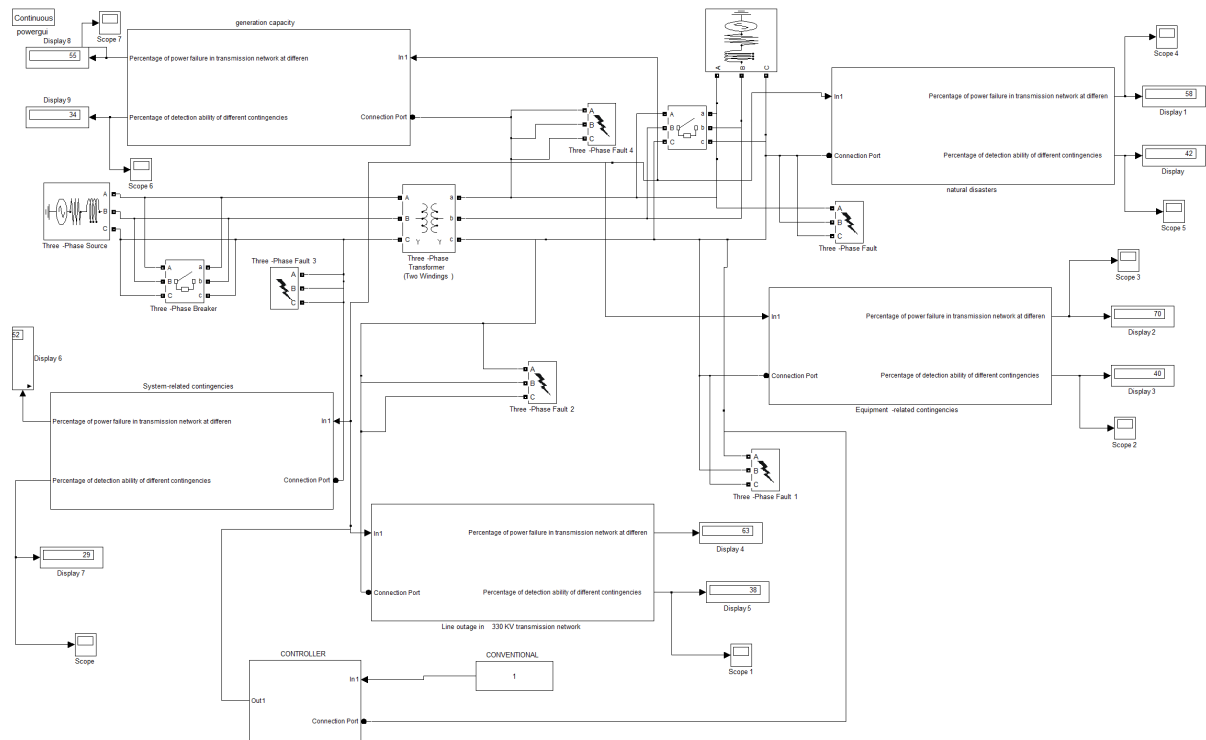 Continuous
powergui
Scope 7
Display 8
55
generation capacity
Percentage of power failure in transmission network at differen
In1
Display 9
34
Percentage of detection ability of different contingencies
Connection Port
Scope 6
A
B
C
Three -Phase Fault 4
A
B
C
A
B
C
a
b
c
Scope 4
In1
Percentage of power failure in transmission network at differen
58
Display 1
Connection Port
Percentage of detection ability of different contingencies
42
Display
natural disasters
Scope 5
A
B
C
Three -Phase Source
A
B
C
a
b
c
Y
Y
Three -Phase
Transformer
(Two Windings )
A
B
C
Three -Phase Fault
A
B
C
a
b
c
Three -Phase Breaker
Three -Phase Fault 3
A
B
C
Scope 3
In1
Percentage of power failure in transmission network at differen
70
Display 2
Connection Port
Percentage of detection ability of different contingencies
40
Display 3
Equipment -related contingencies
Scope 2
52
Display 6
System-related contingencies
Percentage of power failure in transmission network at differen
In1
Percentage of detection ability of different contingencies
Connection Port
A
B
C
Three -Phase Fault 2
A
B
C
Three -Phase Fault 1
29
Display 7
Scope
In1
Percentage of power failure in transmission network at differen
63
Display 4
Connection Port
Percentage of detection ability of different contingencies
38
Display 5
Line outage in 330 KV transmission network
Scope 1
CONTROLLER
In1
Out1
Connection Port
CONVENTIONAL
1